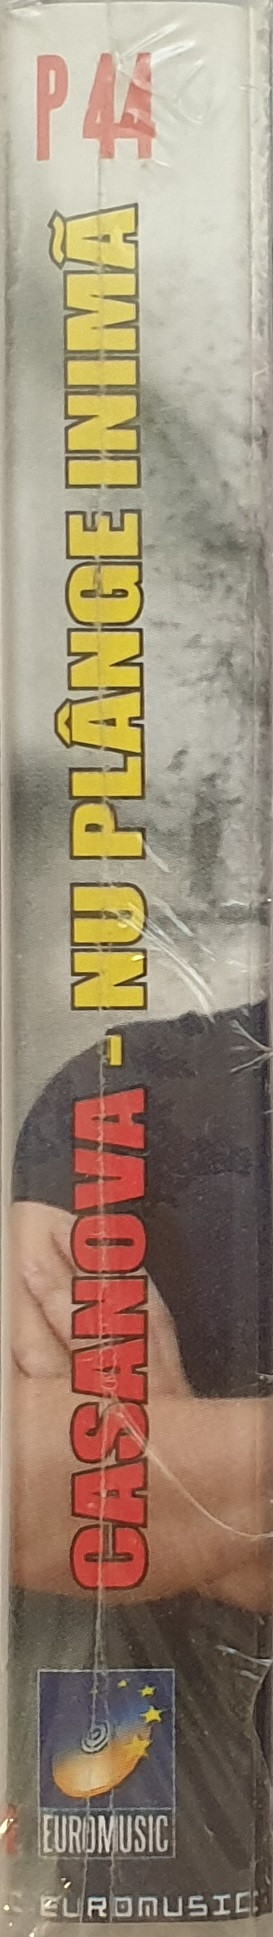 P 44
CASANOVA - NU PLÂNGE INIMĂ
EUROMUSIC
EUROMUSIC